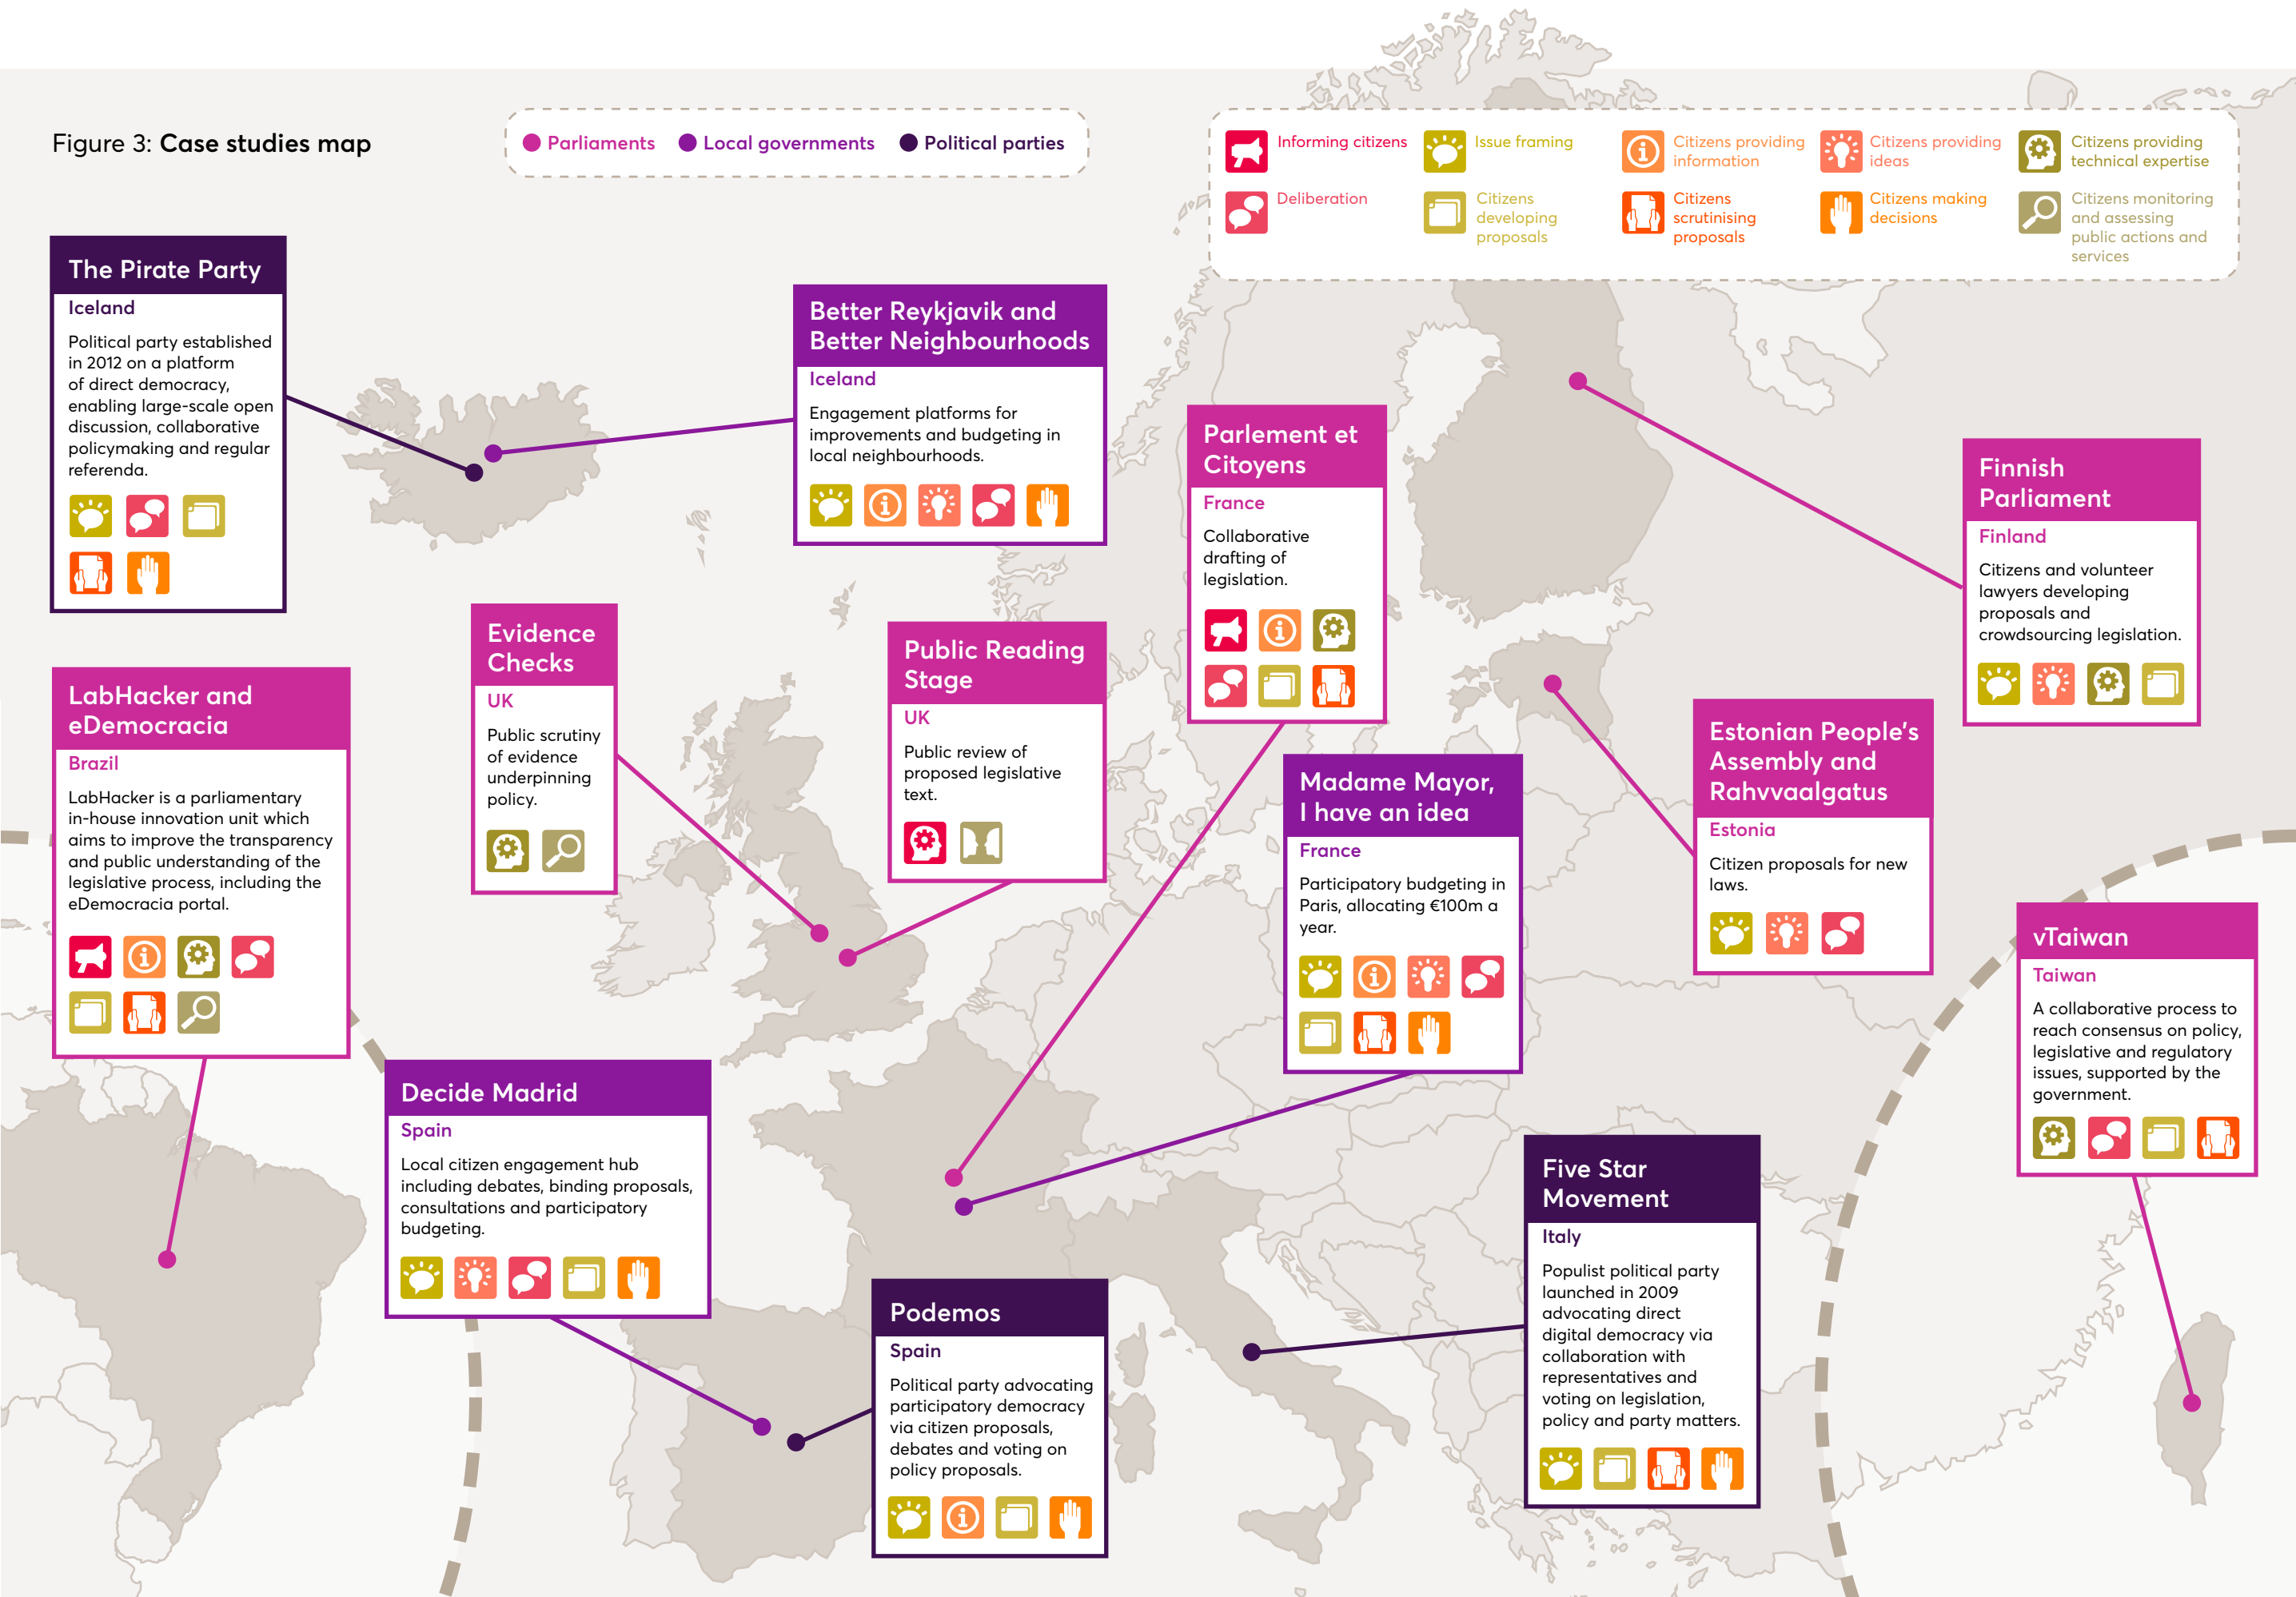 Figure 3: Case studies map
Parliaments
Local governments
Political parties
Informing citizens
Issue framing
Citizens providing
information
Citizens providing
ideas
Citizens providing
technical expertise
Deliberation
Citizens
developing
proposals
Citizens
scrutinising
proposals
Citizens making
decisions
Citizens monitoring
and assessing
public actions and
services
The Pirate Party
Iceland
Political party established
in 2012 on a platform
of direct democracy,
enabling large-scale open
discussion, collaborative
policymaking and regular
referenda.
Better Reykjavik and
Better Neighbourhoods
Iceland
Engagement platforms for
improvements and budgeting in
local neighbourhoods.
Parlement et
Citoyens
France
Collaborative
drafting of
legislation.
Finnish
Parliament
Finland
Citizens and volunteer
lawyers developing
proposals and
crowdsourcing legislation.
Evidence
Checks
UK
Public scrutiny
of evidence
underpinning
policy.
Public Reading
Stage
UK
Public review of
proposed legislative
text.
LabHacker and
eDemocracia
Brazil
LabHacker is a parliamentary
in-house innovation unit which
aims to improve the transparency
and public understanding of the
legislative process, including the
eDemocracia portal.
Madame Mayor,
I have an idea
France
Participatory budgeting in
Paris, allocating €100m a
year.
Estonian People's
Assembly and
Rahvvaalgatus
Estonia
Citizen proposals for new
laws.
vTaiwan
Taiwan
A collaborative process to
reach consensus on policy,
legislative and regulatory
issues, supported by the
government.
Decide Madrid
Spain
Local citizen engagement hub
including debates, binding proposals,
consultations and participatory
budgeting.
Podemos
Spain
Political party advocating
participatory democracy
via citizen proposals,
debates and voting on
policy proposals.
Five Star
Movement
Italy
Populist political party
launched in 2009
advocating direct
digital democracy via
collaboration with
representatives and
voting on legislation,
policy and party matters.